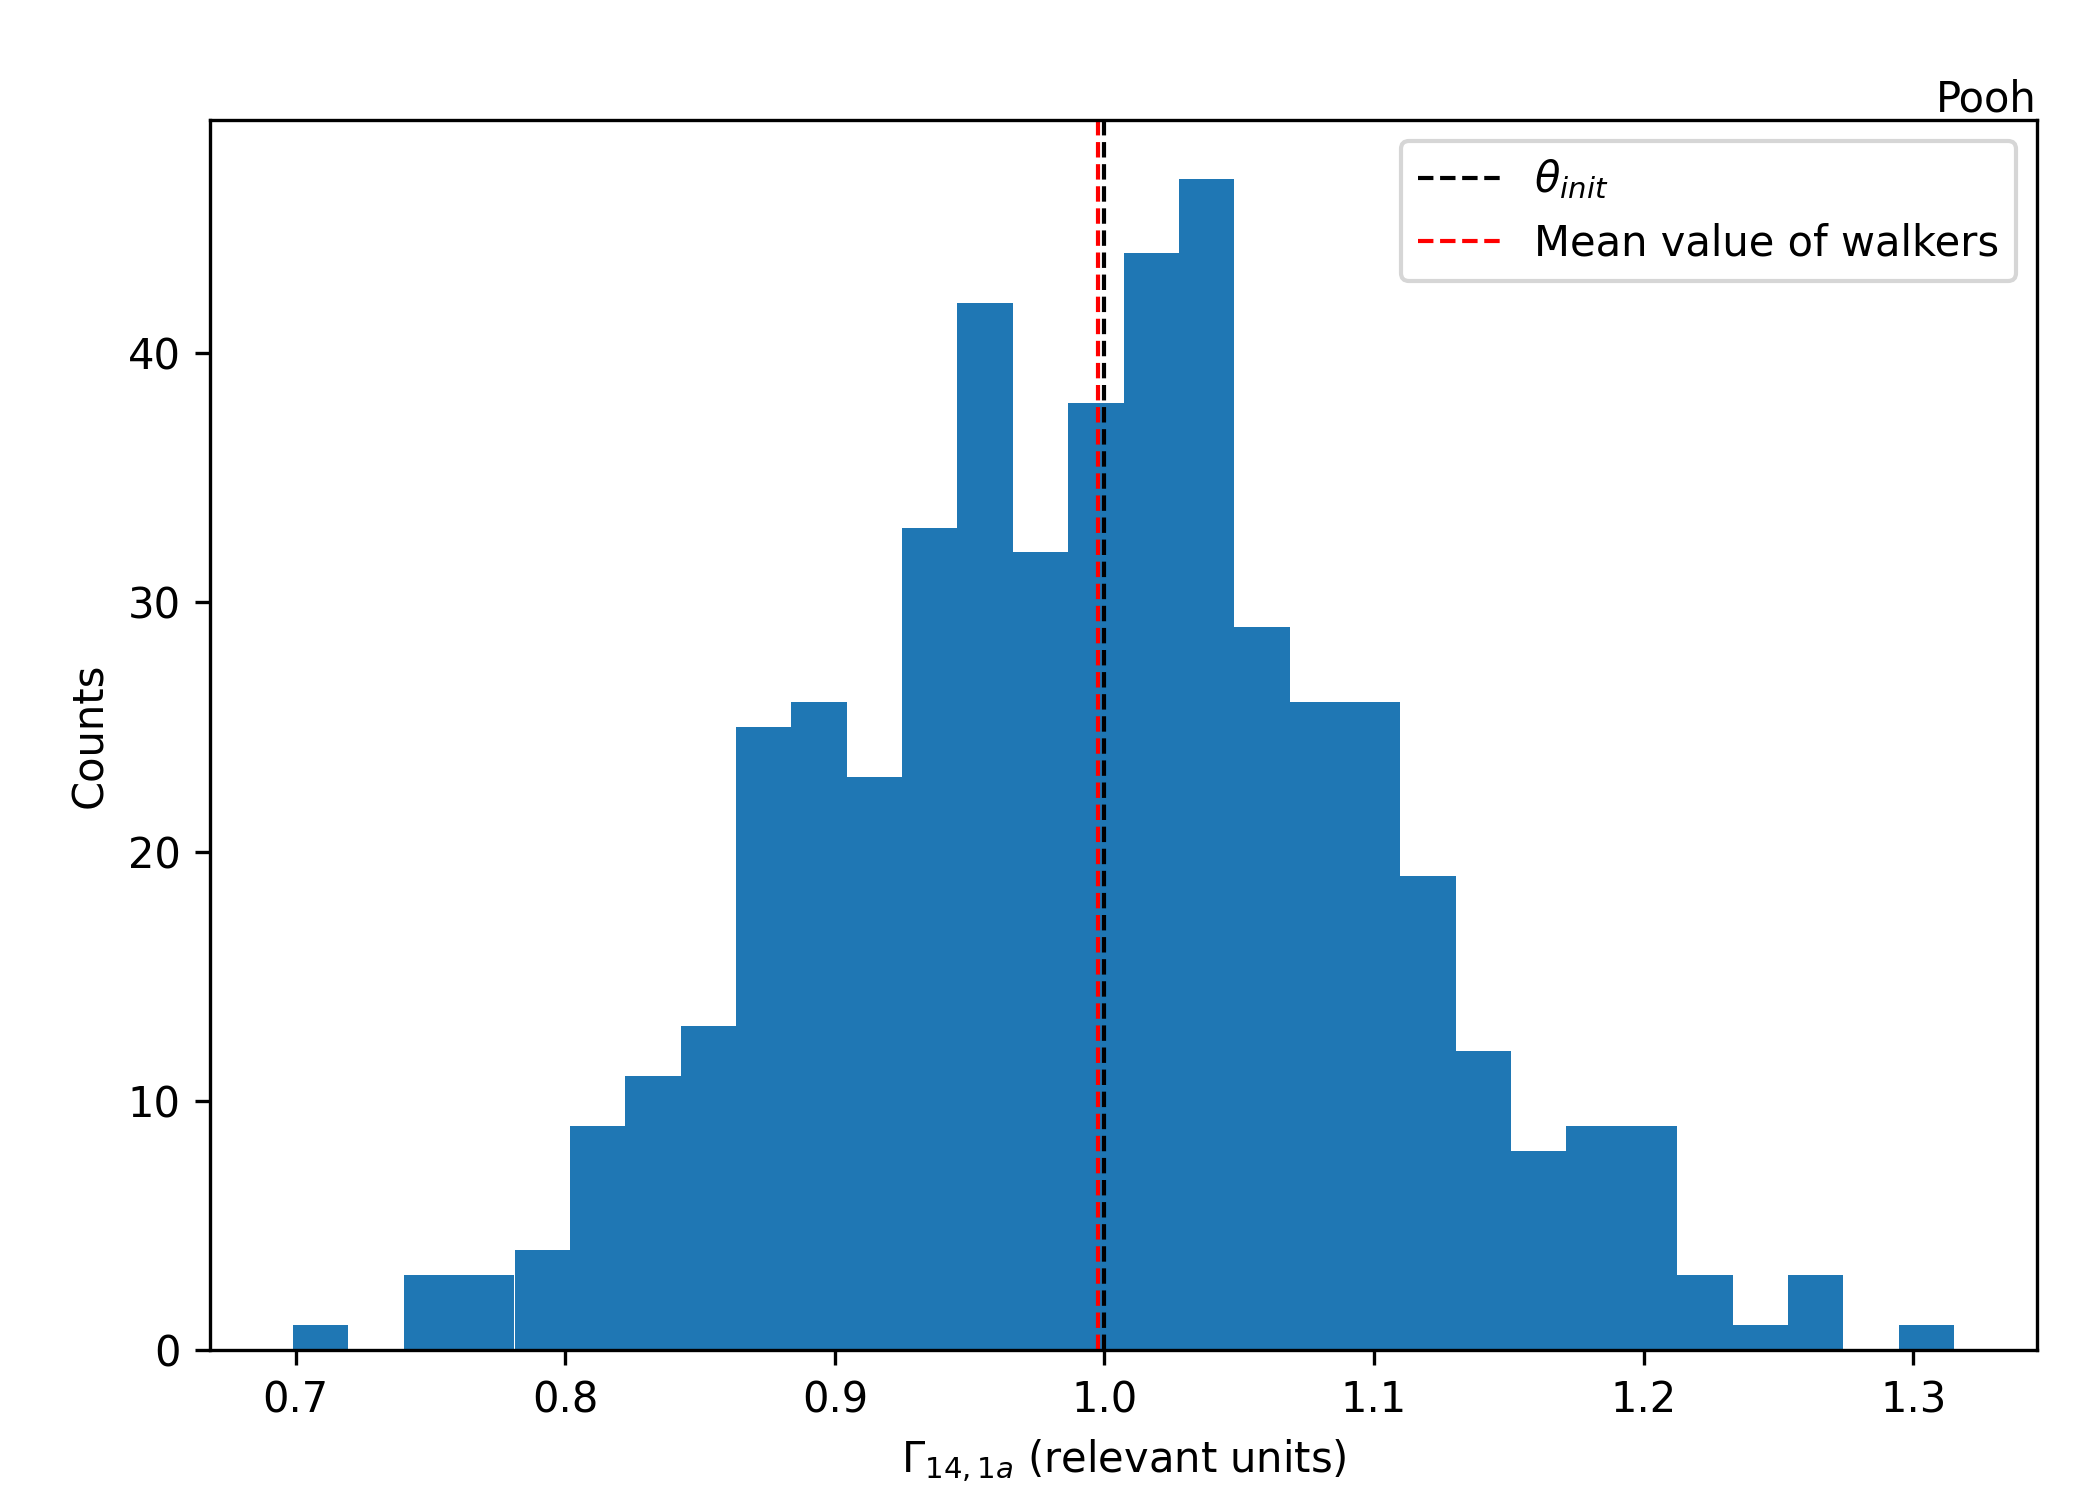 Pooh
θ_init
Mean value of walkers
40
30
20
10
0
Counts
0.7 0.8 0.9 1.0 1.1 1.2 1.3
Γ_14,1a (relevant units)